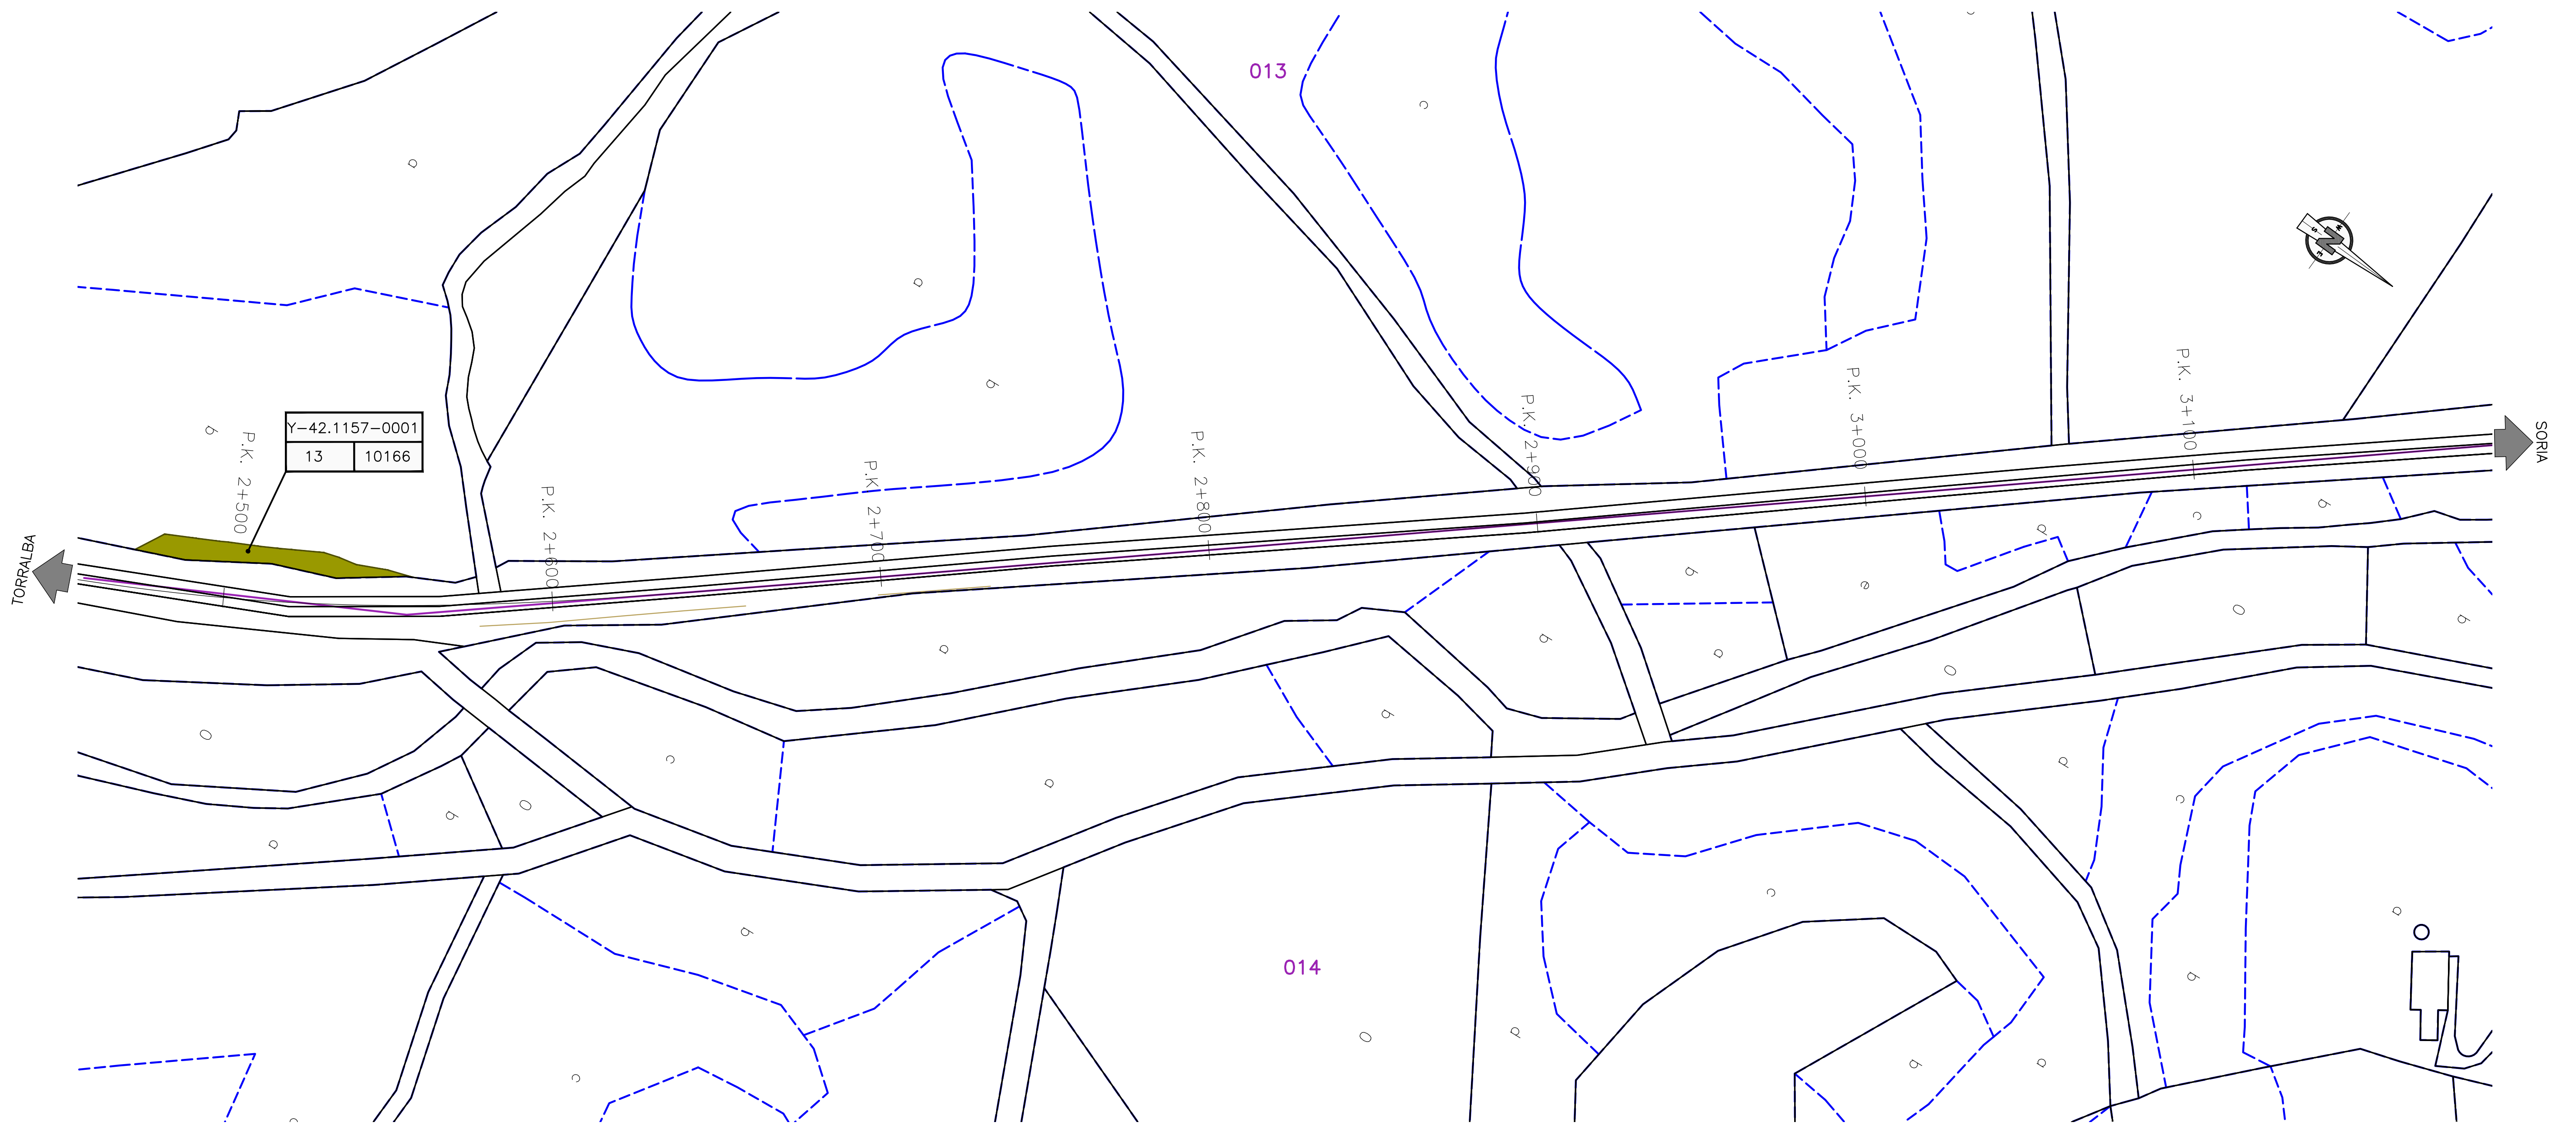 013
Y-42.1157-0001
13 10166
P.K. 2+500
P.K. 2+600
P.K. 2+700
P.K. 2+800
P.K. 2+900
P.K. 3+000
P.K. 3+100
N
S
E
TORRALBA
SORIA
014